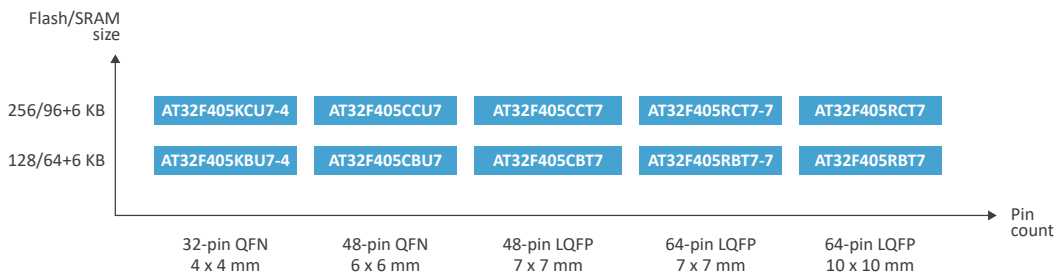 Flash/SRAM
size
256/96+6 KB
AT32F405KCU7-4
AT32F405CCU7
AT32F405CCT7
AT32F405RCT7-7
AT32F405RCT7
128/64+6 KB
AT32F405KBU7-4
AT32F405CBU7
AT32F405CBT7
AT32F405RBT7-7
AT32F405RBT7
Pin
count
32-pin QFN
4 x 4 mm
48-pin QFN
6 x 6 mm
48-pin LQFP
7 x 7 mm
64-pin LQFP
7 x 7 mm
64-pin LQFP
10 x 10 mm